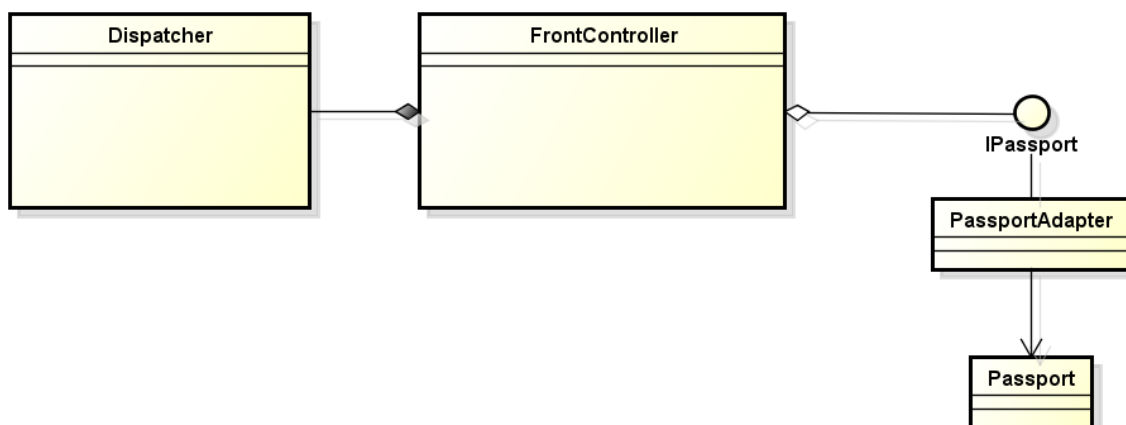 Dispatcher
FrontController
IPassport
PassportAdapter
Passport